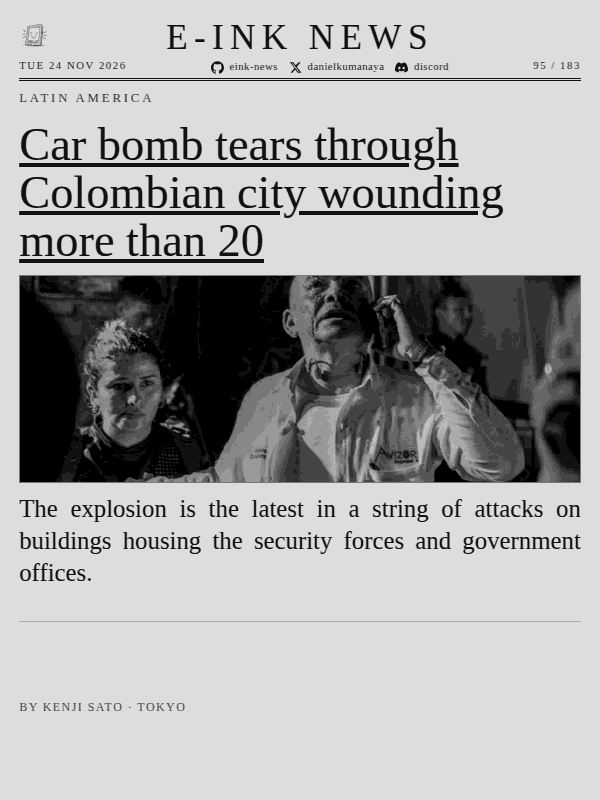 E-INK NEWS
TUE 24 NOV 2026
eink-news
danielkumanaya
discord
95 / 183
LATIN AMERICA
Car bomb tears through
Colombian city wounding
more than 20
AVIZOR
The explosion is the latest in a string of attacks on
buildings housing the security forces and government
offices.
BY KENJI SATO · TOKYO